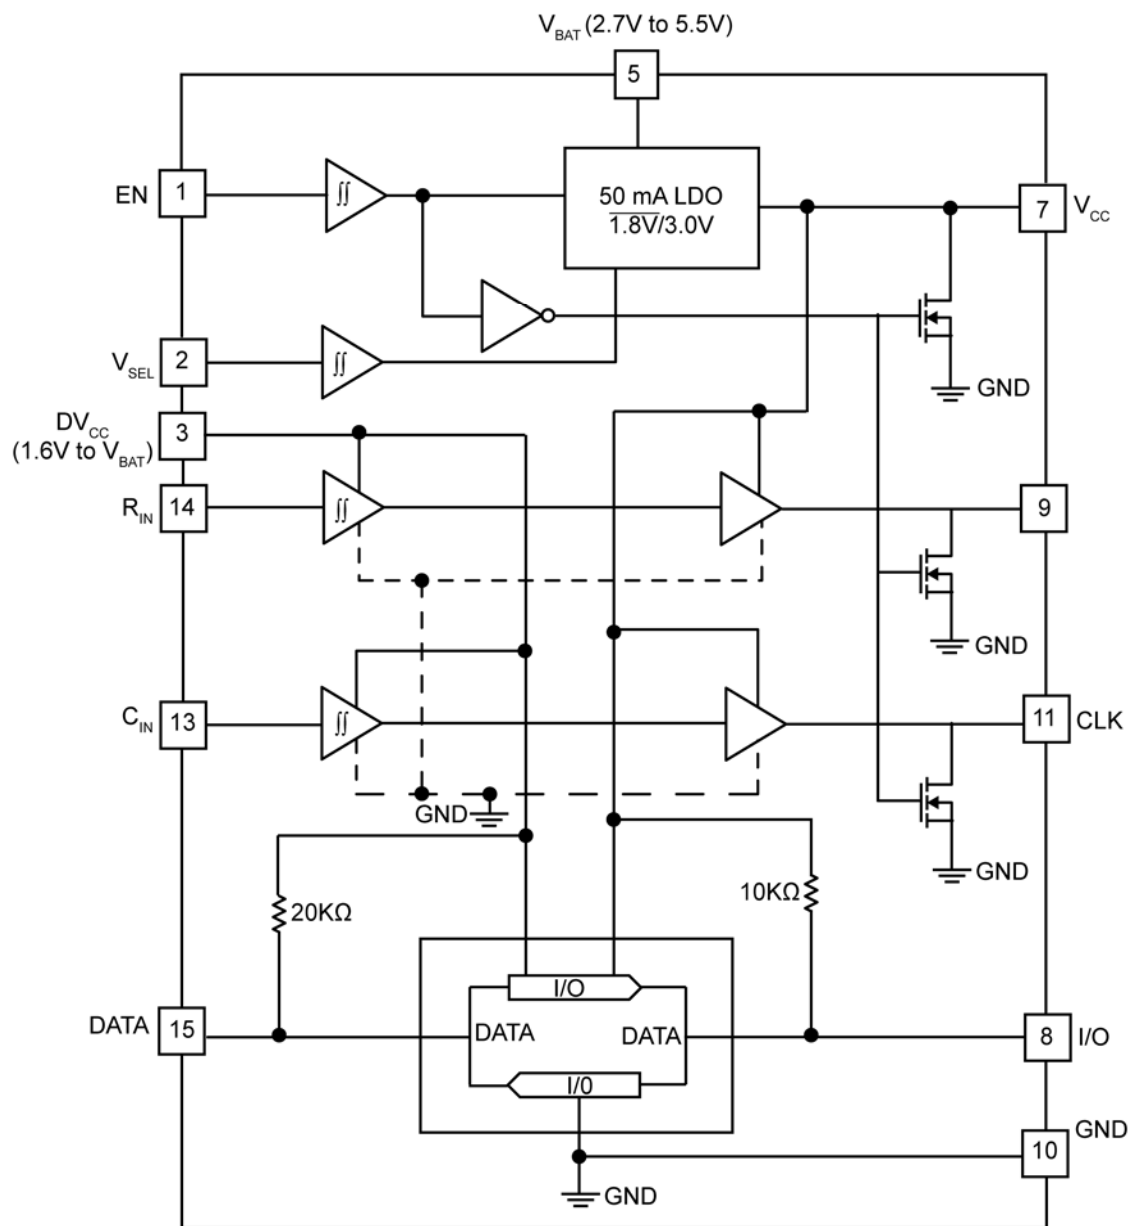 V_BAT (2.7V to 5.5V)
5
EN
1
∬
50 mA LDO
1.8V/3.0V
7
V_CC
V_SEL
2
∬
GND
DV_CC
(1.6V to V_BAT)
3
R_IN
14
∬
9
GND
C_IN
13
∬
11
CLK
GND
GND
20KΩ
10KΩ
I/O
DATA
15
DATA
DATA
8
I/O
I/0
GND
10
GND